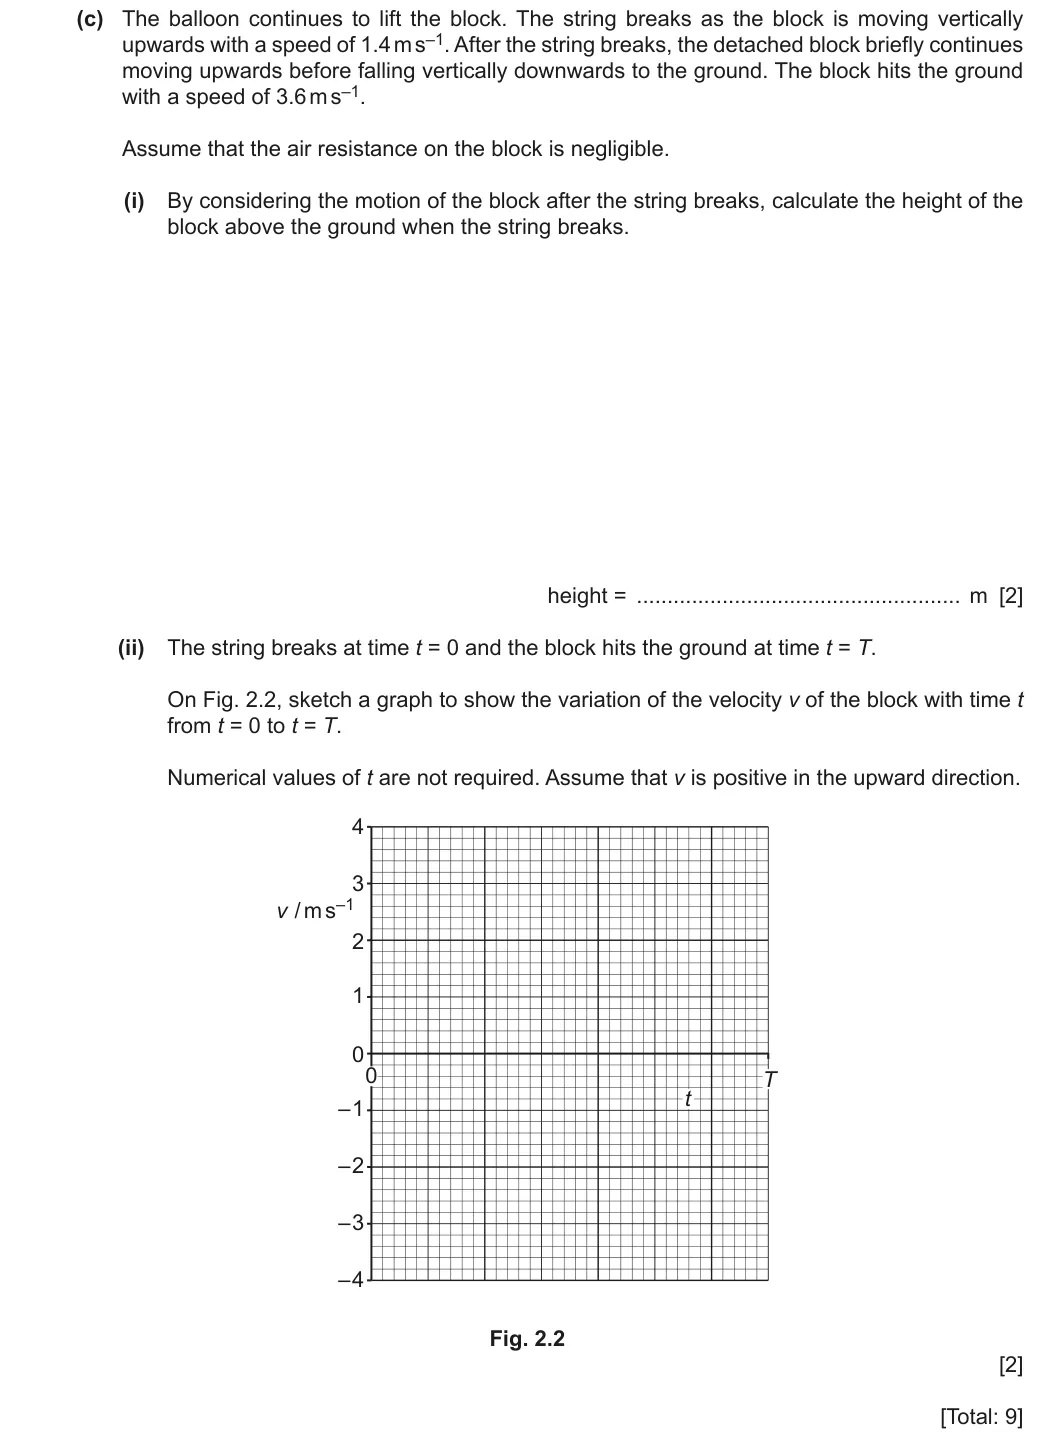 (c) The balloon continues to lift the block. The string breaks as the block is moving vertically
upwards with a speed of 1.4 m s⁻¹. After the string breaks, the detached block briefly continues
moving upwards before falling vertically downwards to the ground. The block hits the ground
with a speed of 3.6 m s⁻¹.
Assume that the air resistance on the block is negligible.
(i) By considering the motion of the block after the string breaks, calculate the height of the
block above the ground when the string breaks.
height = ..................................................... m [2]
(ii) The string breaks at time t = 0 and the block hits the ground at time t = T.
On Fig. 2.2, sketch a graph to show the variation of the velocity v of the block with time t
from t = 0 to t = T.
Numerical values of t are not required. Assume that v is positive in the upward direction.
4
3
v / m s⁻¹
2
1
0
0
T
t
–1
–2
–3
–4
Fig. 2.2
[2]
[Total: 9]